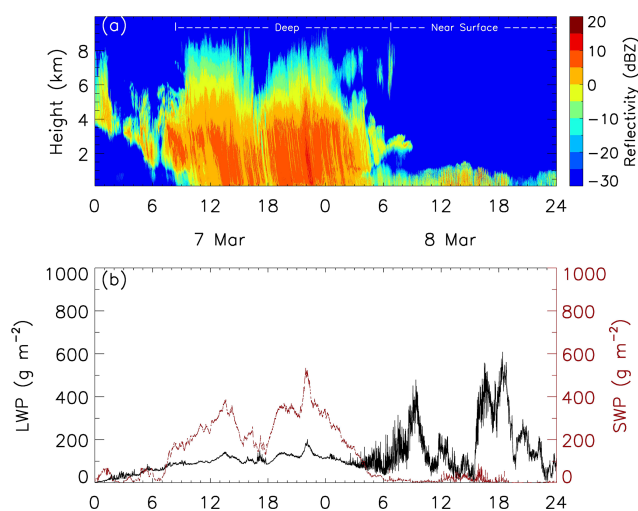 (a)
Deep
Near Surface
Height (km)
8
6
4
2
0 6 12 18 0 6 12 18 24
7 Mar 8 Mar
20
10
0
−10
−20
−30
Reflectivity (dBZ)
(b)
LWP (g m⁻²)
1000
800
600
400
200
0
1000
800
600
400
200
0
SWP (g m⁻²)
0 6 12 18 0 6 12 18 24